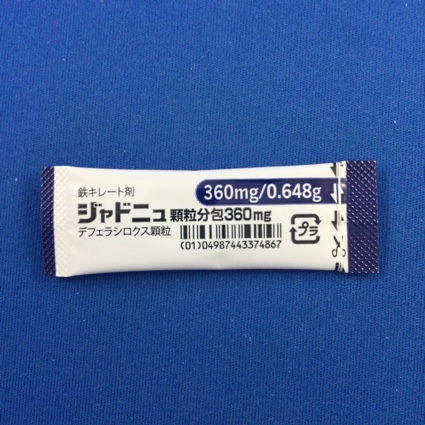 鉄キレート剤
360mg/0.648g
ジャドニュ 顆粒分包360mg
デフェラシロクス顆粒
(01)04987443374867
プラ